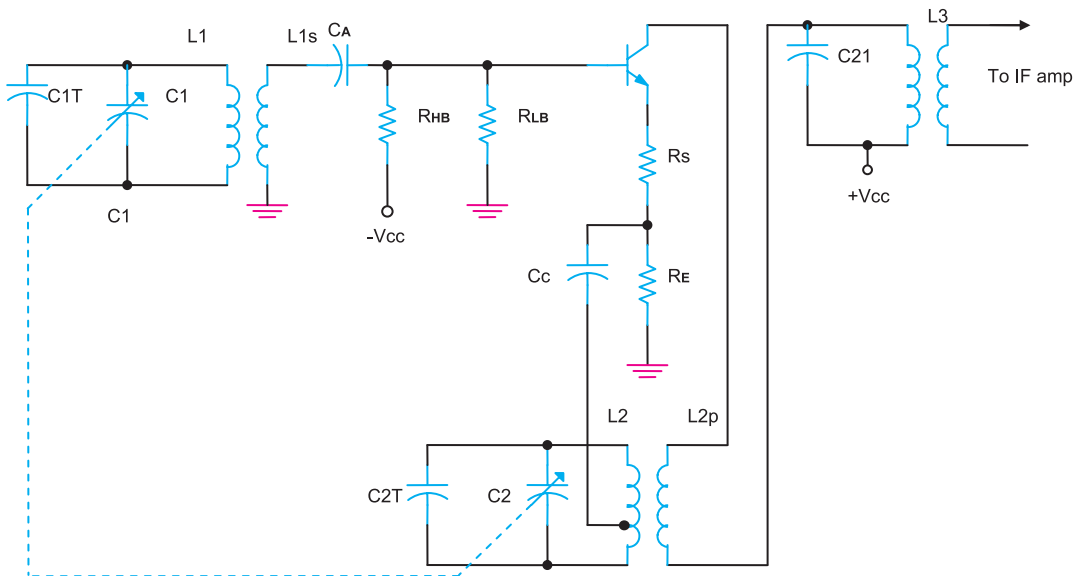 L1
L1s
CA
L3
C1T
C1
RHB
RLB
C21
To IF amp
Rs
C1
-Vcc
+Vcc
Cc
RE
L2
L2p
C2T
C2